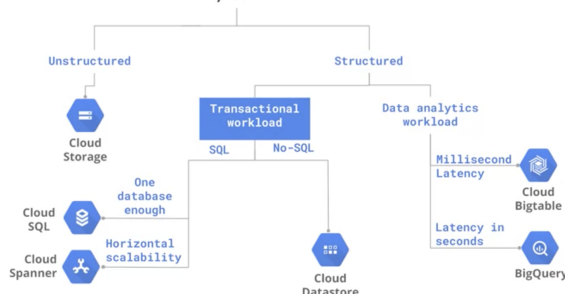 Unstructured
Structured
Transactional
workload
Data analytics
workload
Cloud
Storage
SQL
No-SQL
Millisecond
Latency
Cloud
Bigtable
One
database
enough
Cloud
SQL
Horizontal
scalability
Cloud
Spanner
Latency in
seconds
BigQuery
Cloud
Datastore